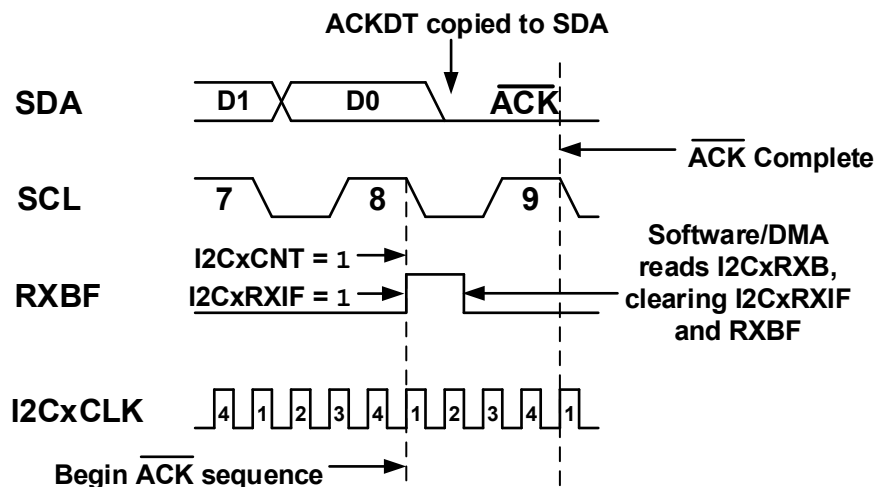 ACKDT copied to SDA
SDA
D1
D0
ACK
ACK Complete
SCL
7
8
9
I2CxCNT = 1
Software/DMA
reads I2CxRXB,
clearing I2CxRXIF
and RXBF
RXBF
I2CxRXIF = 1
I2CxCLK
4 1 2 3 4 1 2 3 4 1
Begin ACK sequence